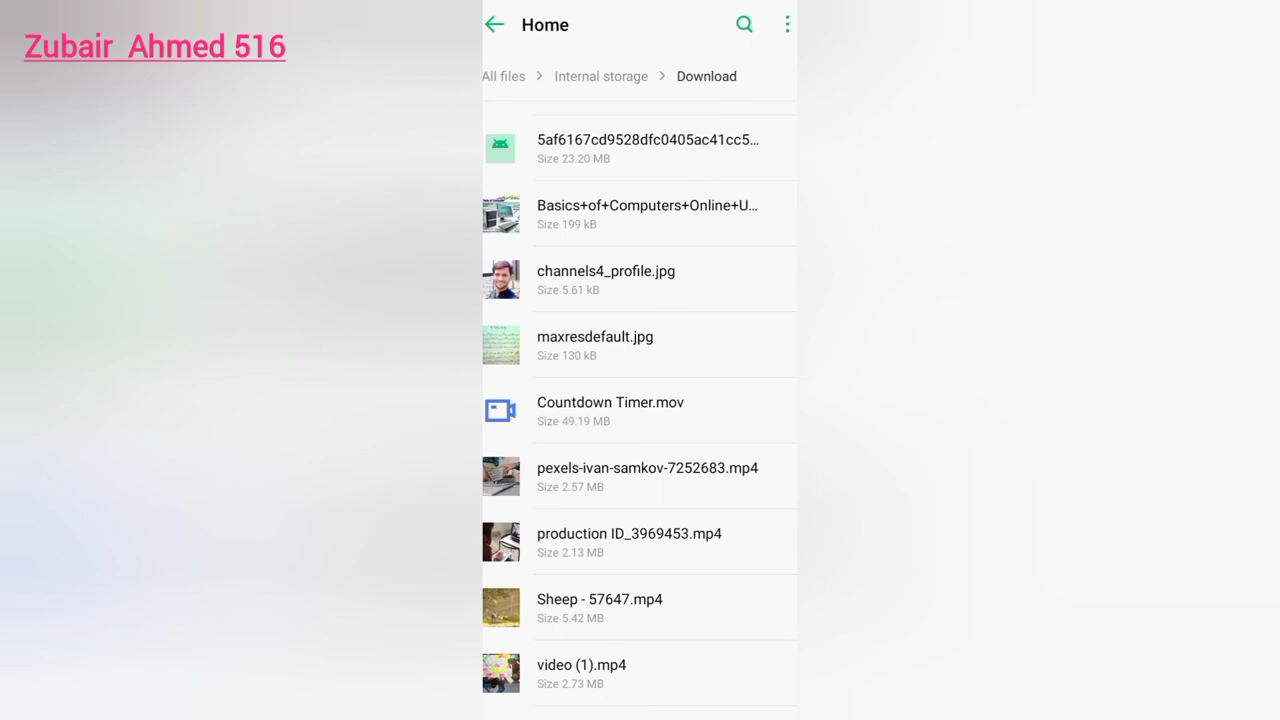 Zubair Ahmed 516
Home
All files > Internal storage > Download
5af6167cd9528dfc0405ac41cc5...
Size 23.20 MB
Basics+of+Computers+Online+U...
Size 199 kB
channels4_profile.jpg
Size 5.61 kB
maxresdefault.jpg
Size 130 kB
Countdown Timer.mov
Size 49.19 MB
pexels-ivan-samkov-7252683.mp4
Size 2.57 MB
production ID_3969453.mp4
Size 2.13 MB
Sheep - 57647.mp4
Size 5.42 MB
video (1).mp4
Size 2.73 MB